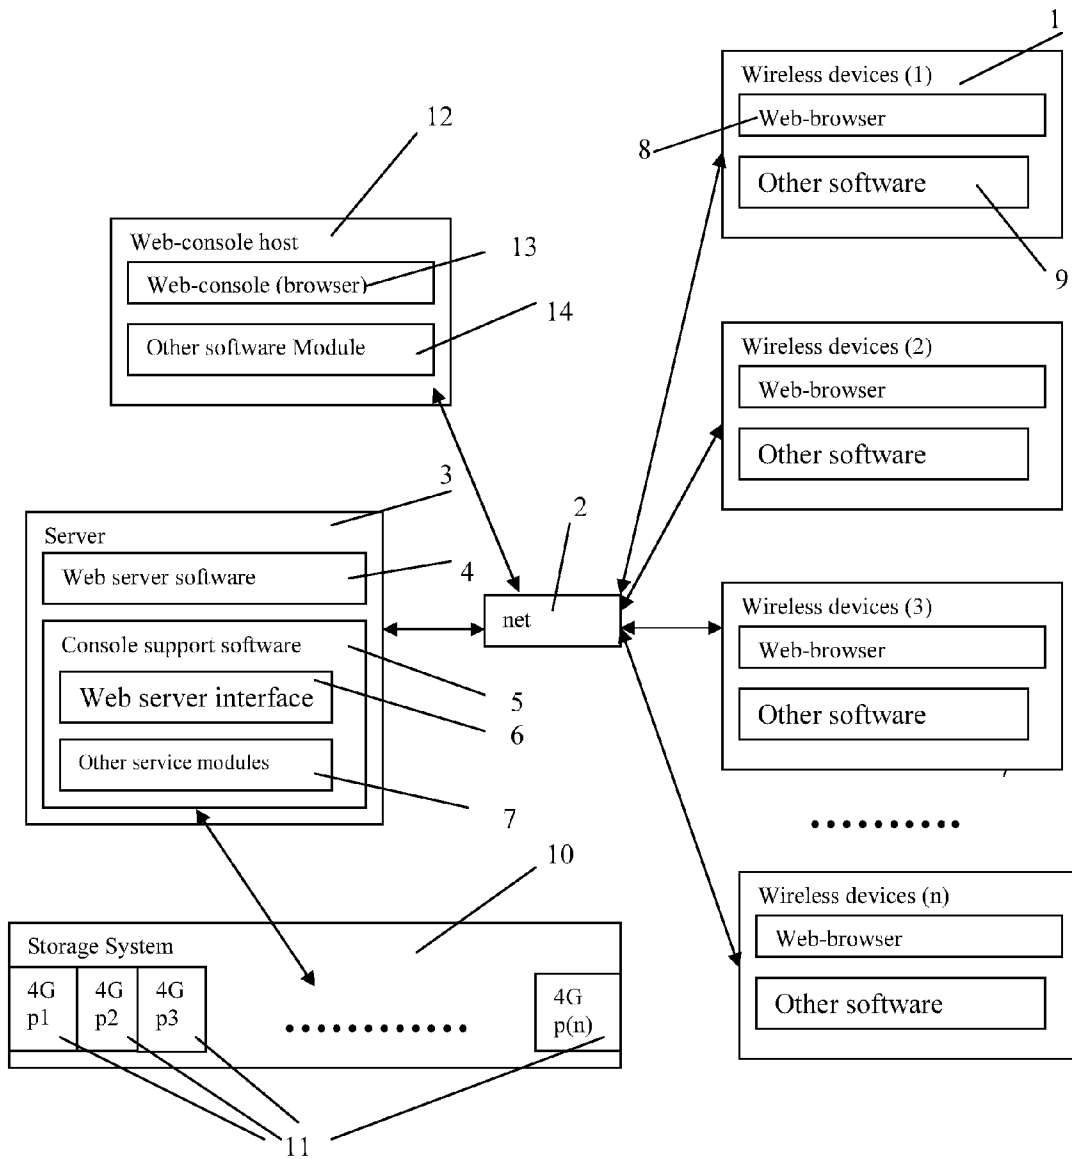 1
Wireless devices (1)
Web-browser
8
Other software
9
12
Web-console host
13
Web-console (browser)
14
Other software Module
Wireless devices (2)
Web-browser
Other software
3
Server
Web server software
4
2
net
Console support software
5
Web server interface
6
Other service modules
7
Wireless devices (3)
Web-browser
Other software
10
Storage System
4G
p1
4G
p2
4G
p3
4G
p(n)
11
Wireless devices (n)
Web-browser
Other software